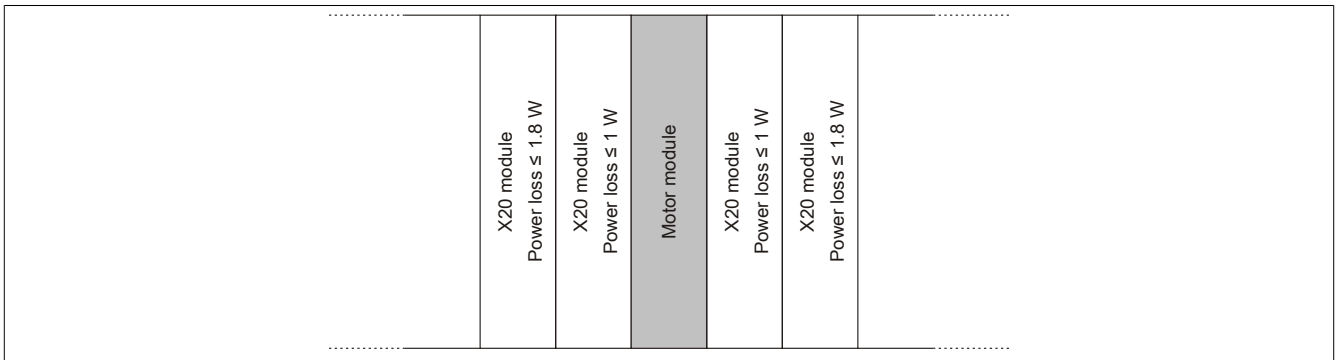 X20 module
Power loss ≤ 1.8 W
X20 module
Power loss ≤ 1 W
Motor module
X20 module
Power loss ≤ 1 W
X20 module
Power loss ≤ 1.8 W